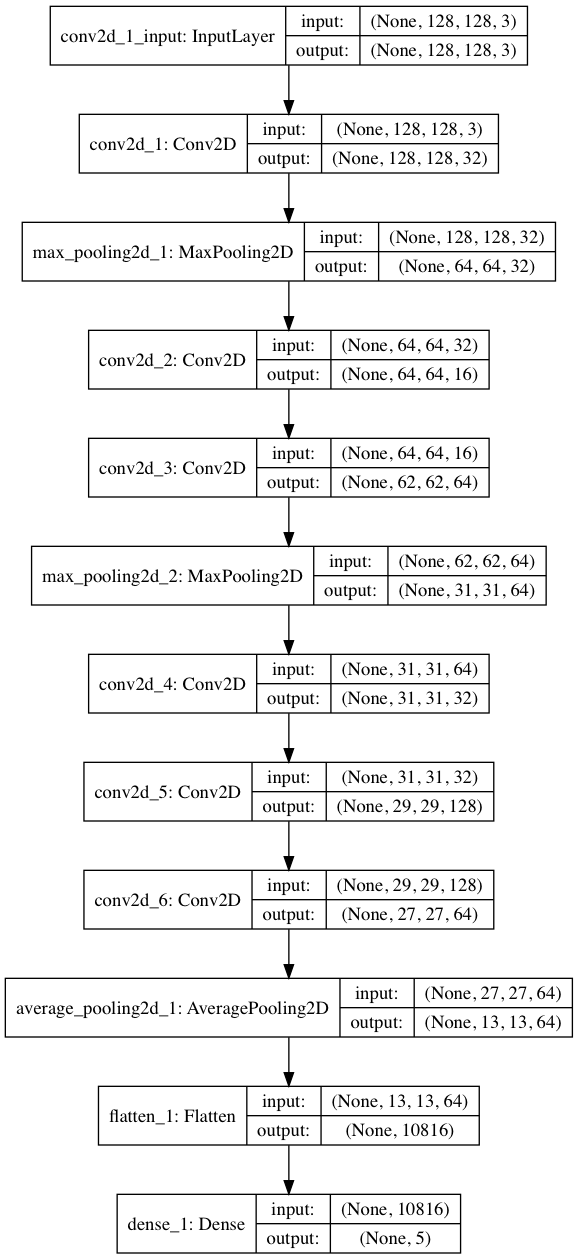 conv2d_1_input: InputLayer
input:
(None, 128, 128, 3)
output:
(None, 128, 128, 3)
conv2d_1: Conv2D
input:
(None, 128, 128, 3)
output:
(None, 128, 128, 32)
max_pooling2d_1: MaxPooling2D
input:
(None, 128, 128, 32)
output:
(None, 64, 64, 32)
conv2d_2: Conv2D
input:
(None, 64, 64, 32)
output:
(None, 64, 64, 16)
conv2d_3: Conv2D
input:
(None, 64, 64, 16)
output:
(None, 62, 62, 64)
max_pooling2d_2: MaxPooling2D
input:
(None, 62, 62, 64)
output:
(None, 31, 31, 64)
conv2d_4: Conv2D
input:
(None, 31, 31, 64)
output:
(None, 31, 31, 32)
conv2d_5: Conv2D
input:
(None, 31, 31, 32)
output:
(None, 29, 29, 128)
conv2d_6: Conv2D
input:
(None, 29, 29, 128)
output:
(None, 27, 27, 64)
average_pooling2d_1: AveragePooling2D
input:
(None, 27, 27, 64)
output:
(None, 13, 13, 64)
flatten_1: Flatten
input:
(None, 13, 13, 64)
output:
(None, 10816)
dense_1: Dense
input:
(None, 10816)
output:
(None, 5)